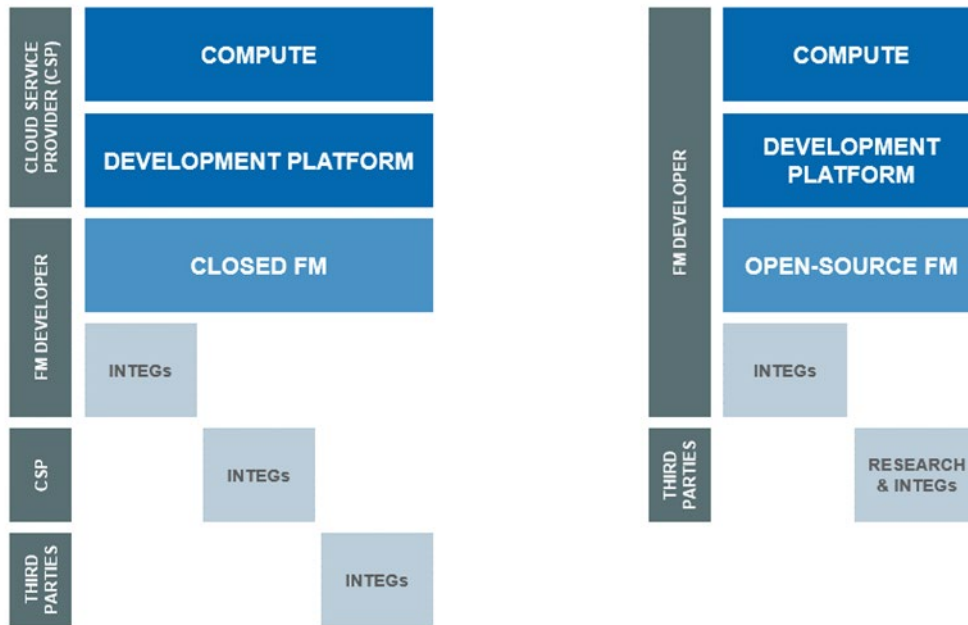 CLOUD SERVICE
PROVIDER (CSP)
COMPUTE
DEVELOPMENT PLATFORM
FM DEVELOPER
CLOSED FM
INTEGs
CSP
INTEGs
THIRD
PARTIES
INTEGs
FM DEVELOPER
COMPUTE
DEVELOPMENT
PLATFORM
OPEN-SOURCE FM
INTEGs
THIRD
PARTIES
RESEARCH
& INTEGs